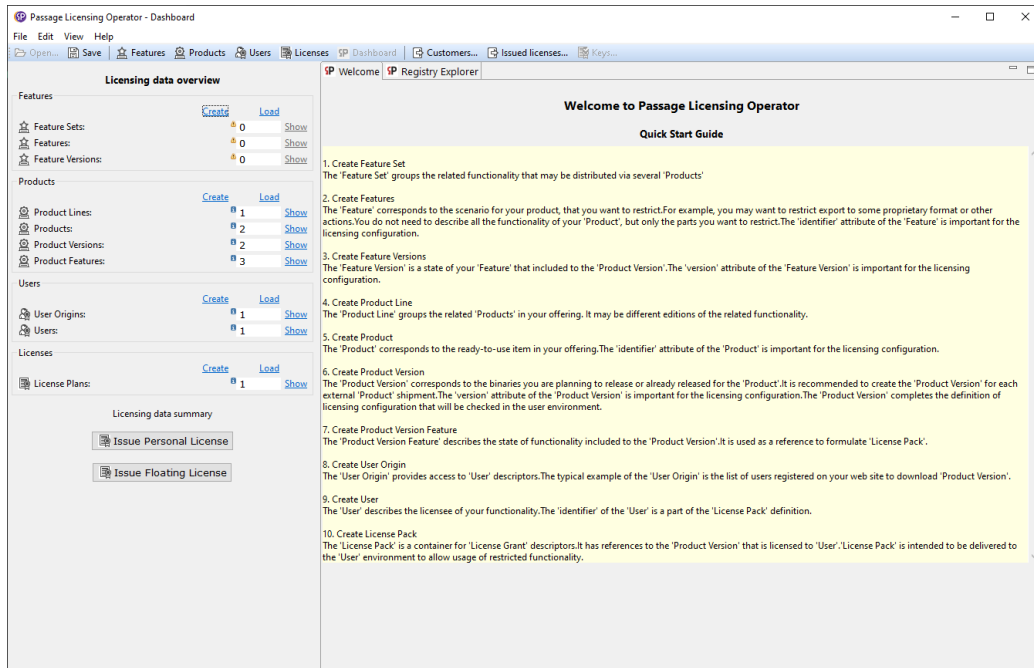 Passage Licensing Operator - Dashboard
File Edit View Help
Open... Save Features Products Users Licenses Dashboard Customers... Issued licenses... Keys...
Licensing data overview
Features
Create Load
Feature Sets: 0 Show
Features: 0 Show
Feature Versions: 0 Show
Products
Create Load
Product Lines: 1 Show
Products: 2 Show
Product Versions: 2 Show
Product Features: 3 Show
Users
Create Load
User Origins: 1 Show
Users: 1 Show
Licenses
Create Load
License Plans: 1 Show
Licensing data summary
Issue Personal License
Issue Floating License
Welcome Registry Explorer
Welcome to Passage Licensing Operator
Quick Start Guide
1. Create Feature Set
The 'Feature Set' groups the related functionality that may be distributed via several 'Products'
2. Create Features
The 'Feature' corresponds to the scenario for your product, that you want to restrict.For example, you may want to restrict export to some proprietary format or other
actions.You do not need to describe all the functionality of your 'Product', but only the parts you want to restrict.The 'identifier' attribute of the 'Feature' is important for the
licensing configuration.
3. Create Feature Versions
The 'Feature Version' is a state of your 'Feature' that included to the 'Product Version'.The 'version' attribute of the 'Feature Version' is important for the licensing
configuration.
4. Create Product Line
The 'Product Line' groups the related 'Products' in your offering. It may be different editions of the related functionality.
5. Create Product
The 'Product' corresponds to the ready-to-use item in your offering.The 'identifier' attribute of the 'Product' is important for the licensing configuration.
6. Create Product Version
The 'Product Version' corresponds to the binaries you are planning to release or already released for the 'Product'.It is recommended to create the 'Product Version' for each
external 'Product' shipment.The 'version' attribute of the 'Product Version' is important for the licensing configuration.The 'Product Version' completes the definition of
licensing configuration that will be checked in the user environment.
7. Create Product Version Feature
The 'Product Version Feature' describes the state of functionality included to the 'Product Version'.It is used as a reference to formulate 'License Pack'.
8. Create User Origin
The 'User Origin' provides access to 'User' descriptors.The typical example of the 'User Origin' is the list of users registered on your web site to download 'Product Version'.
9. Create User
The 'User' describes the licensee of your functionality.The 'identifier' of the 'User' is a part of the 'License Pack' definition.
10. Create License Pack
The 'License Pack' is a container for 'License Grant' descriptors.It has references to the 'Product Version' that is licensed to 'User'.'License Pack' is intended to be delivered to
the 'User' environment to allow usage of restricted functionality.